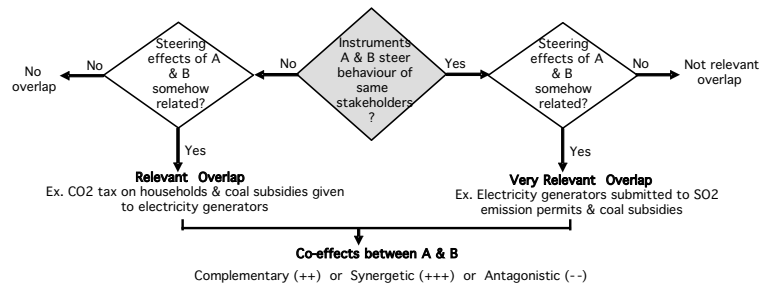 Steering
effects of A
& B
somehow
related?
Instruments
A & B steer
behaviour of
same
stakeholders
?
Steering
effects of A
& B
somehow
related?
No
overlap
No
No
Yes
No
Not relevant
overlap
Yes
Yes
Relevant Overlap
Ex. CO2 tax on households & coal subsidies given
to electricity generators
Very Relevant Overlap
Ex. Electricity generators submitted to SO2
emission permits & coal subsidies
Co-effects between A & B
Complementary (++) or Synergetic (+++) or Antagonistic (--)